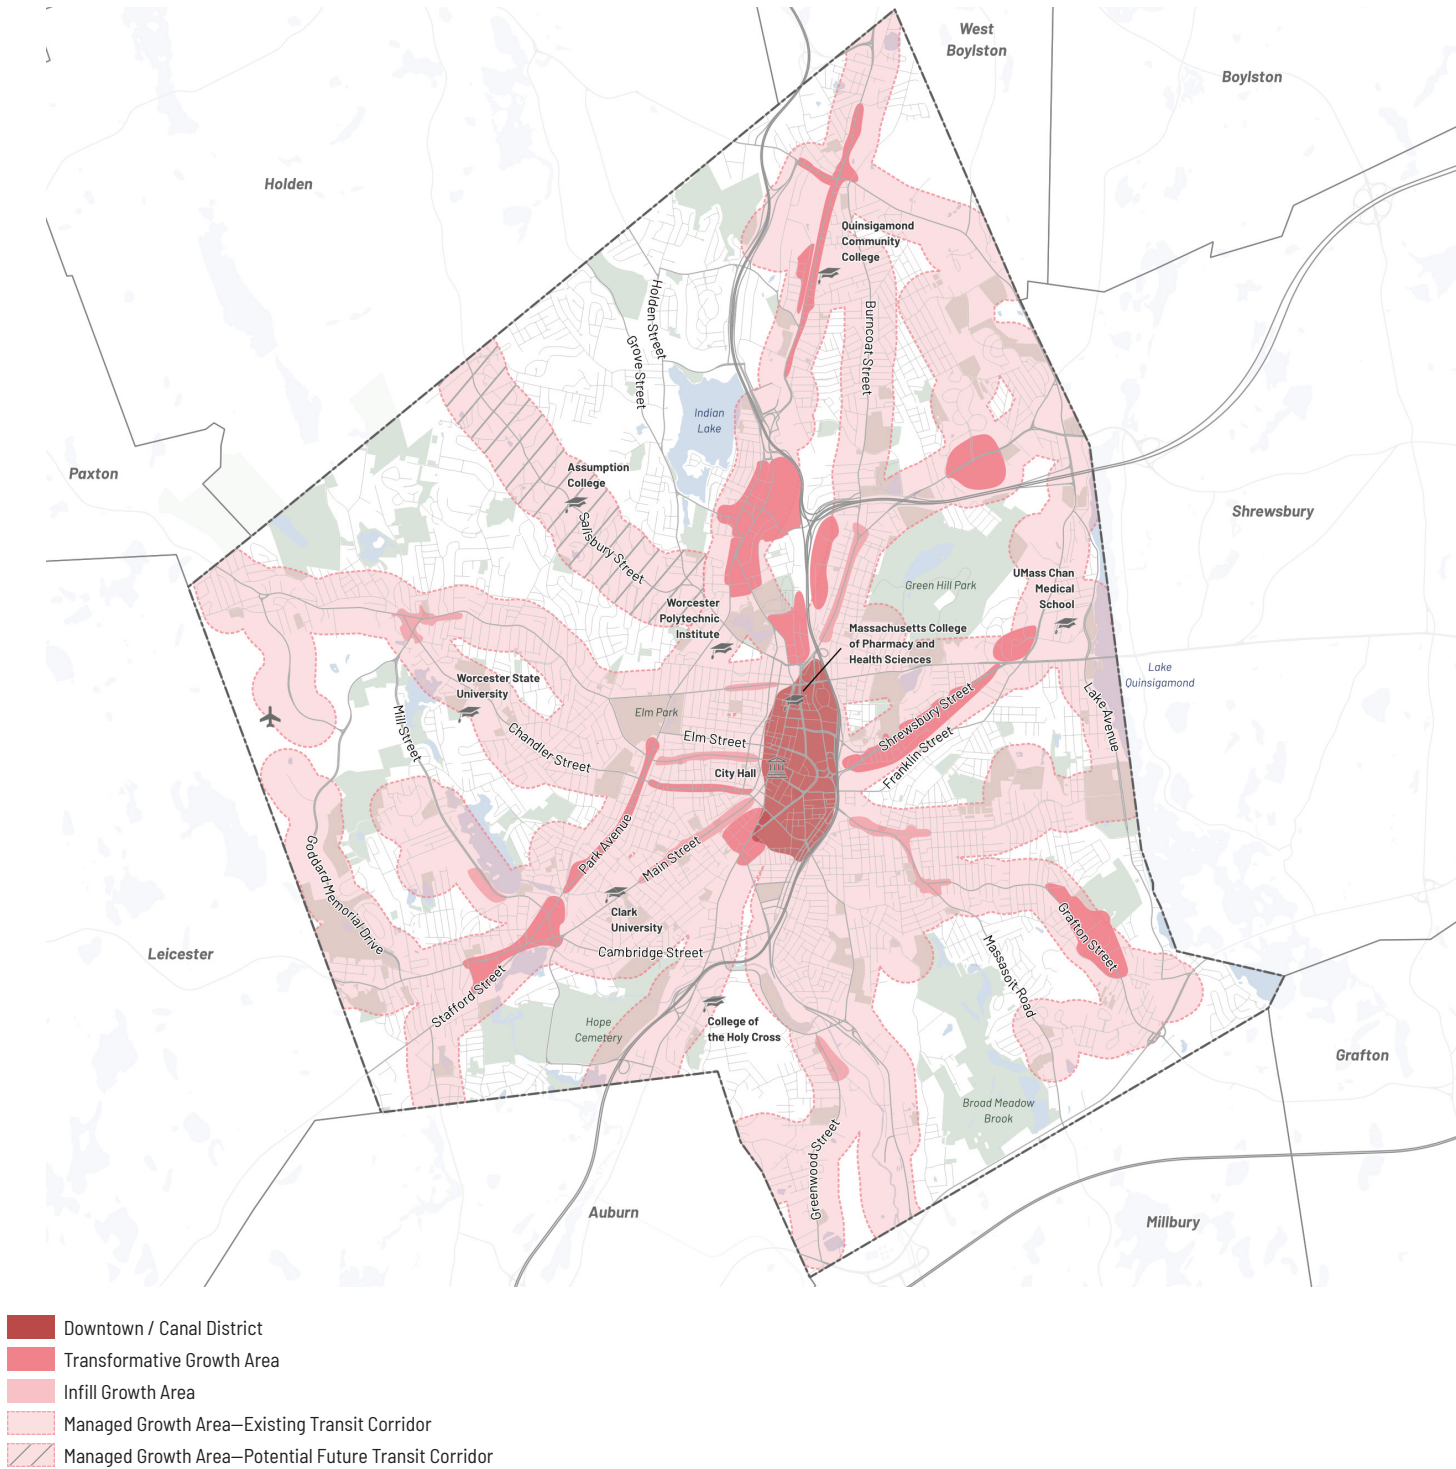 West
Boylston
Boylston
Holden
Quinsigamond
Community
College
Holden Street
Grove Street
Burncoat Street
Indian
Lake
Paxton
Assumption
College
Shrewsbury
Salisbury Street
Green Hill Park
UMass Chan
Medical
School
Worcester
Polytechnic
Institute
Massachusetts College
of Pharmacy and
Health Sciences
Lake
Quinsigamond
Worcester State
University
Elm Park
Mill Street
Chandler Street
Elm Street
City Hall
Shrewsbury Street
Franklin Street
Lake Avenue
Goddard Memorial Drive
Park Avenue
Main Street
Clark
University
Cambridge Street
Grafton Street
Massasoit Road
Leicester
Stafford Street
Hope
Cemetery
College of
the Holy Cross
Grafton
Broad Meadow
Brook
Greenwood Street
Auburn
Millbury
Downtown / Canal District
Transformative Growth Area
Infill Growth Area
Managed Growth Area—Existing Transit Corridor
Managed Growth Area—Potential Future Transit Corridor